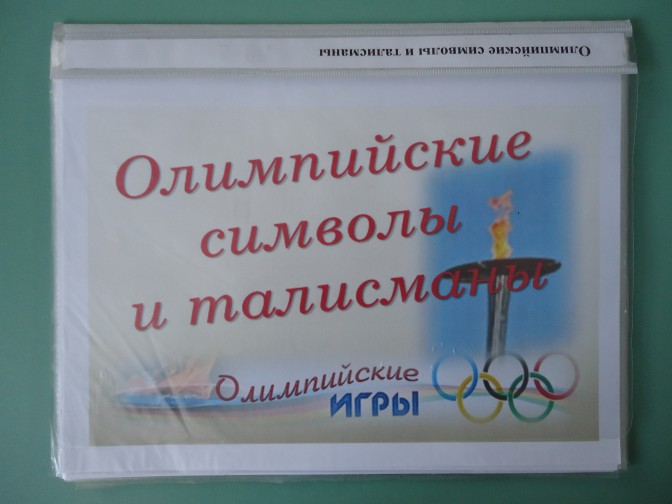 Олимпийские символы и талисманы
Олимпийские
символы
и талисманы
Олимпийские
ИГРЫ